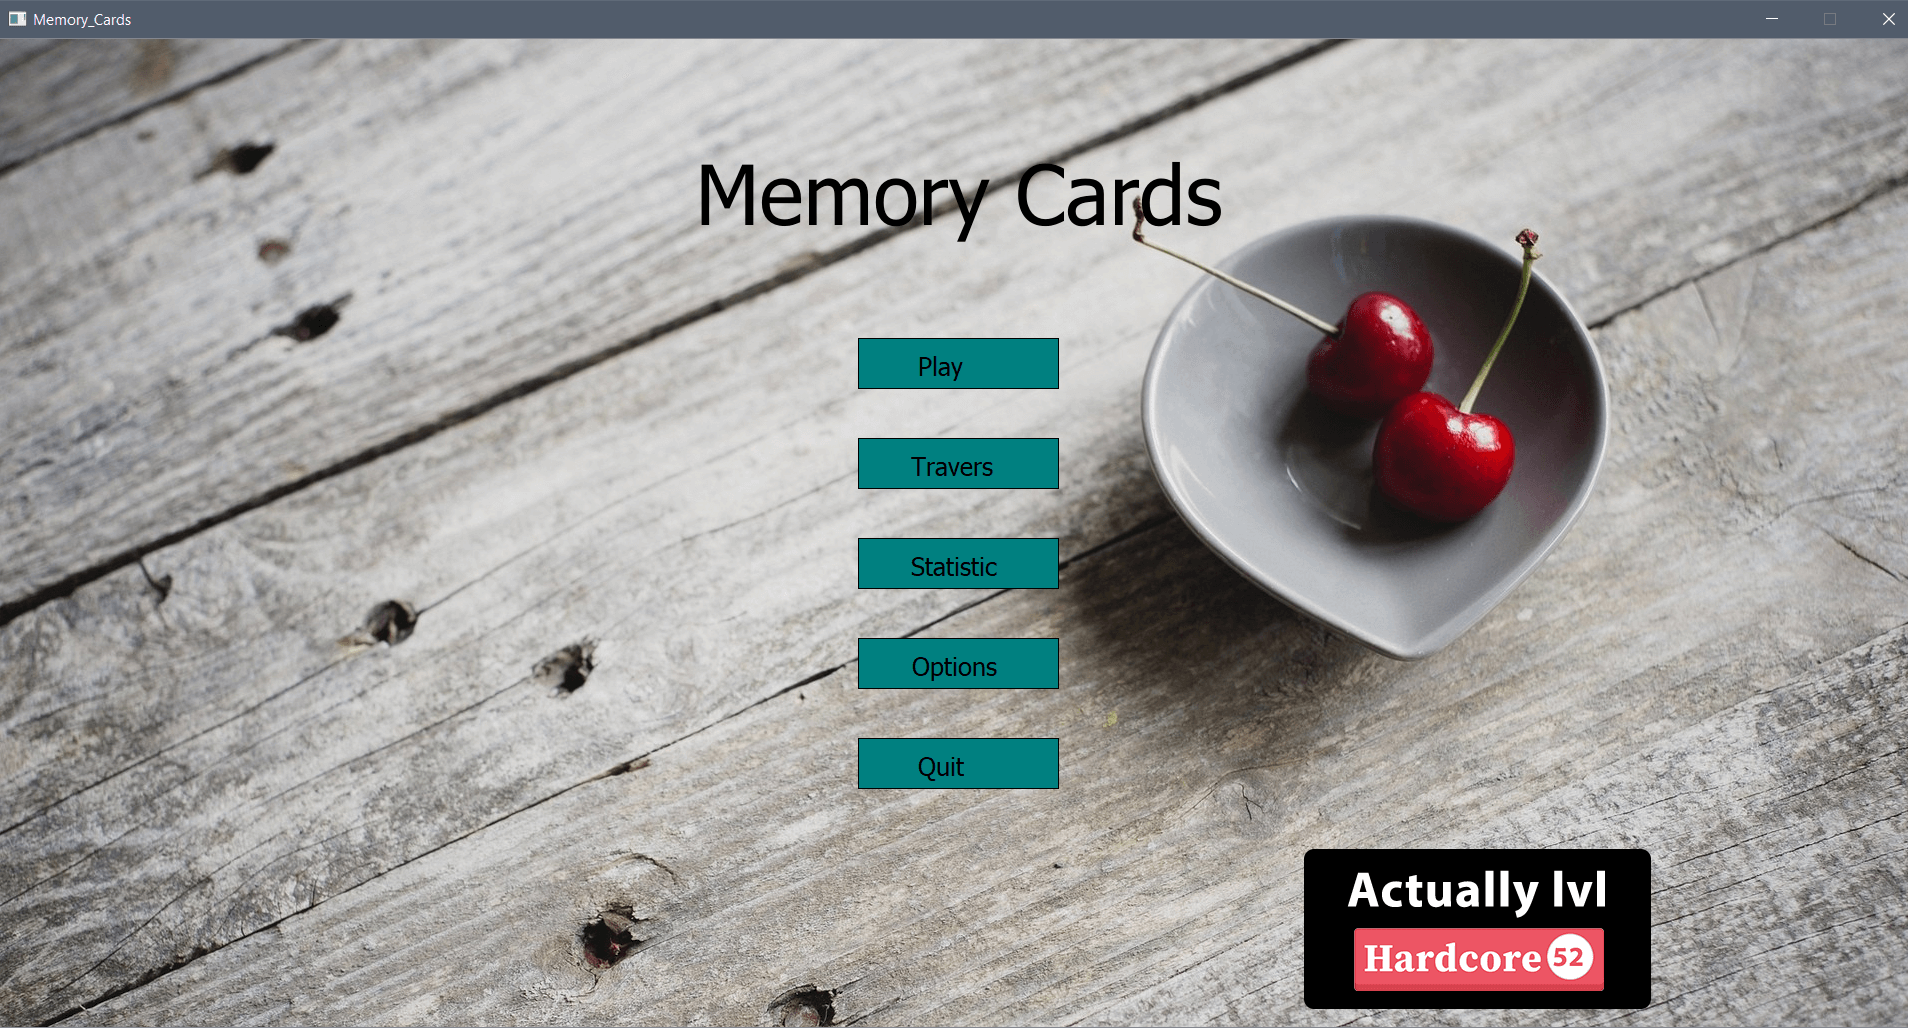 Memory_Cards
Memory Cards
Play
Travers
Statistic
Options
Quit
Actually lvl
Hardcore 52